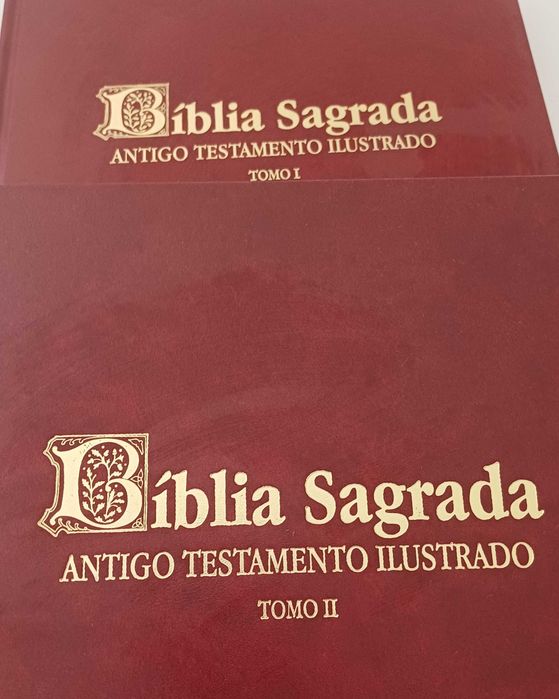 Bíblia Sagrada
ANTIGO TESTAMENTO ILUSTRADO
TOMO I
Bíblia Sagrada
ANTIGO TESTAMENTO ILUSTRADO
TOMO II